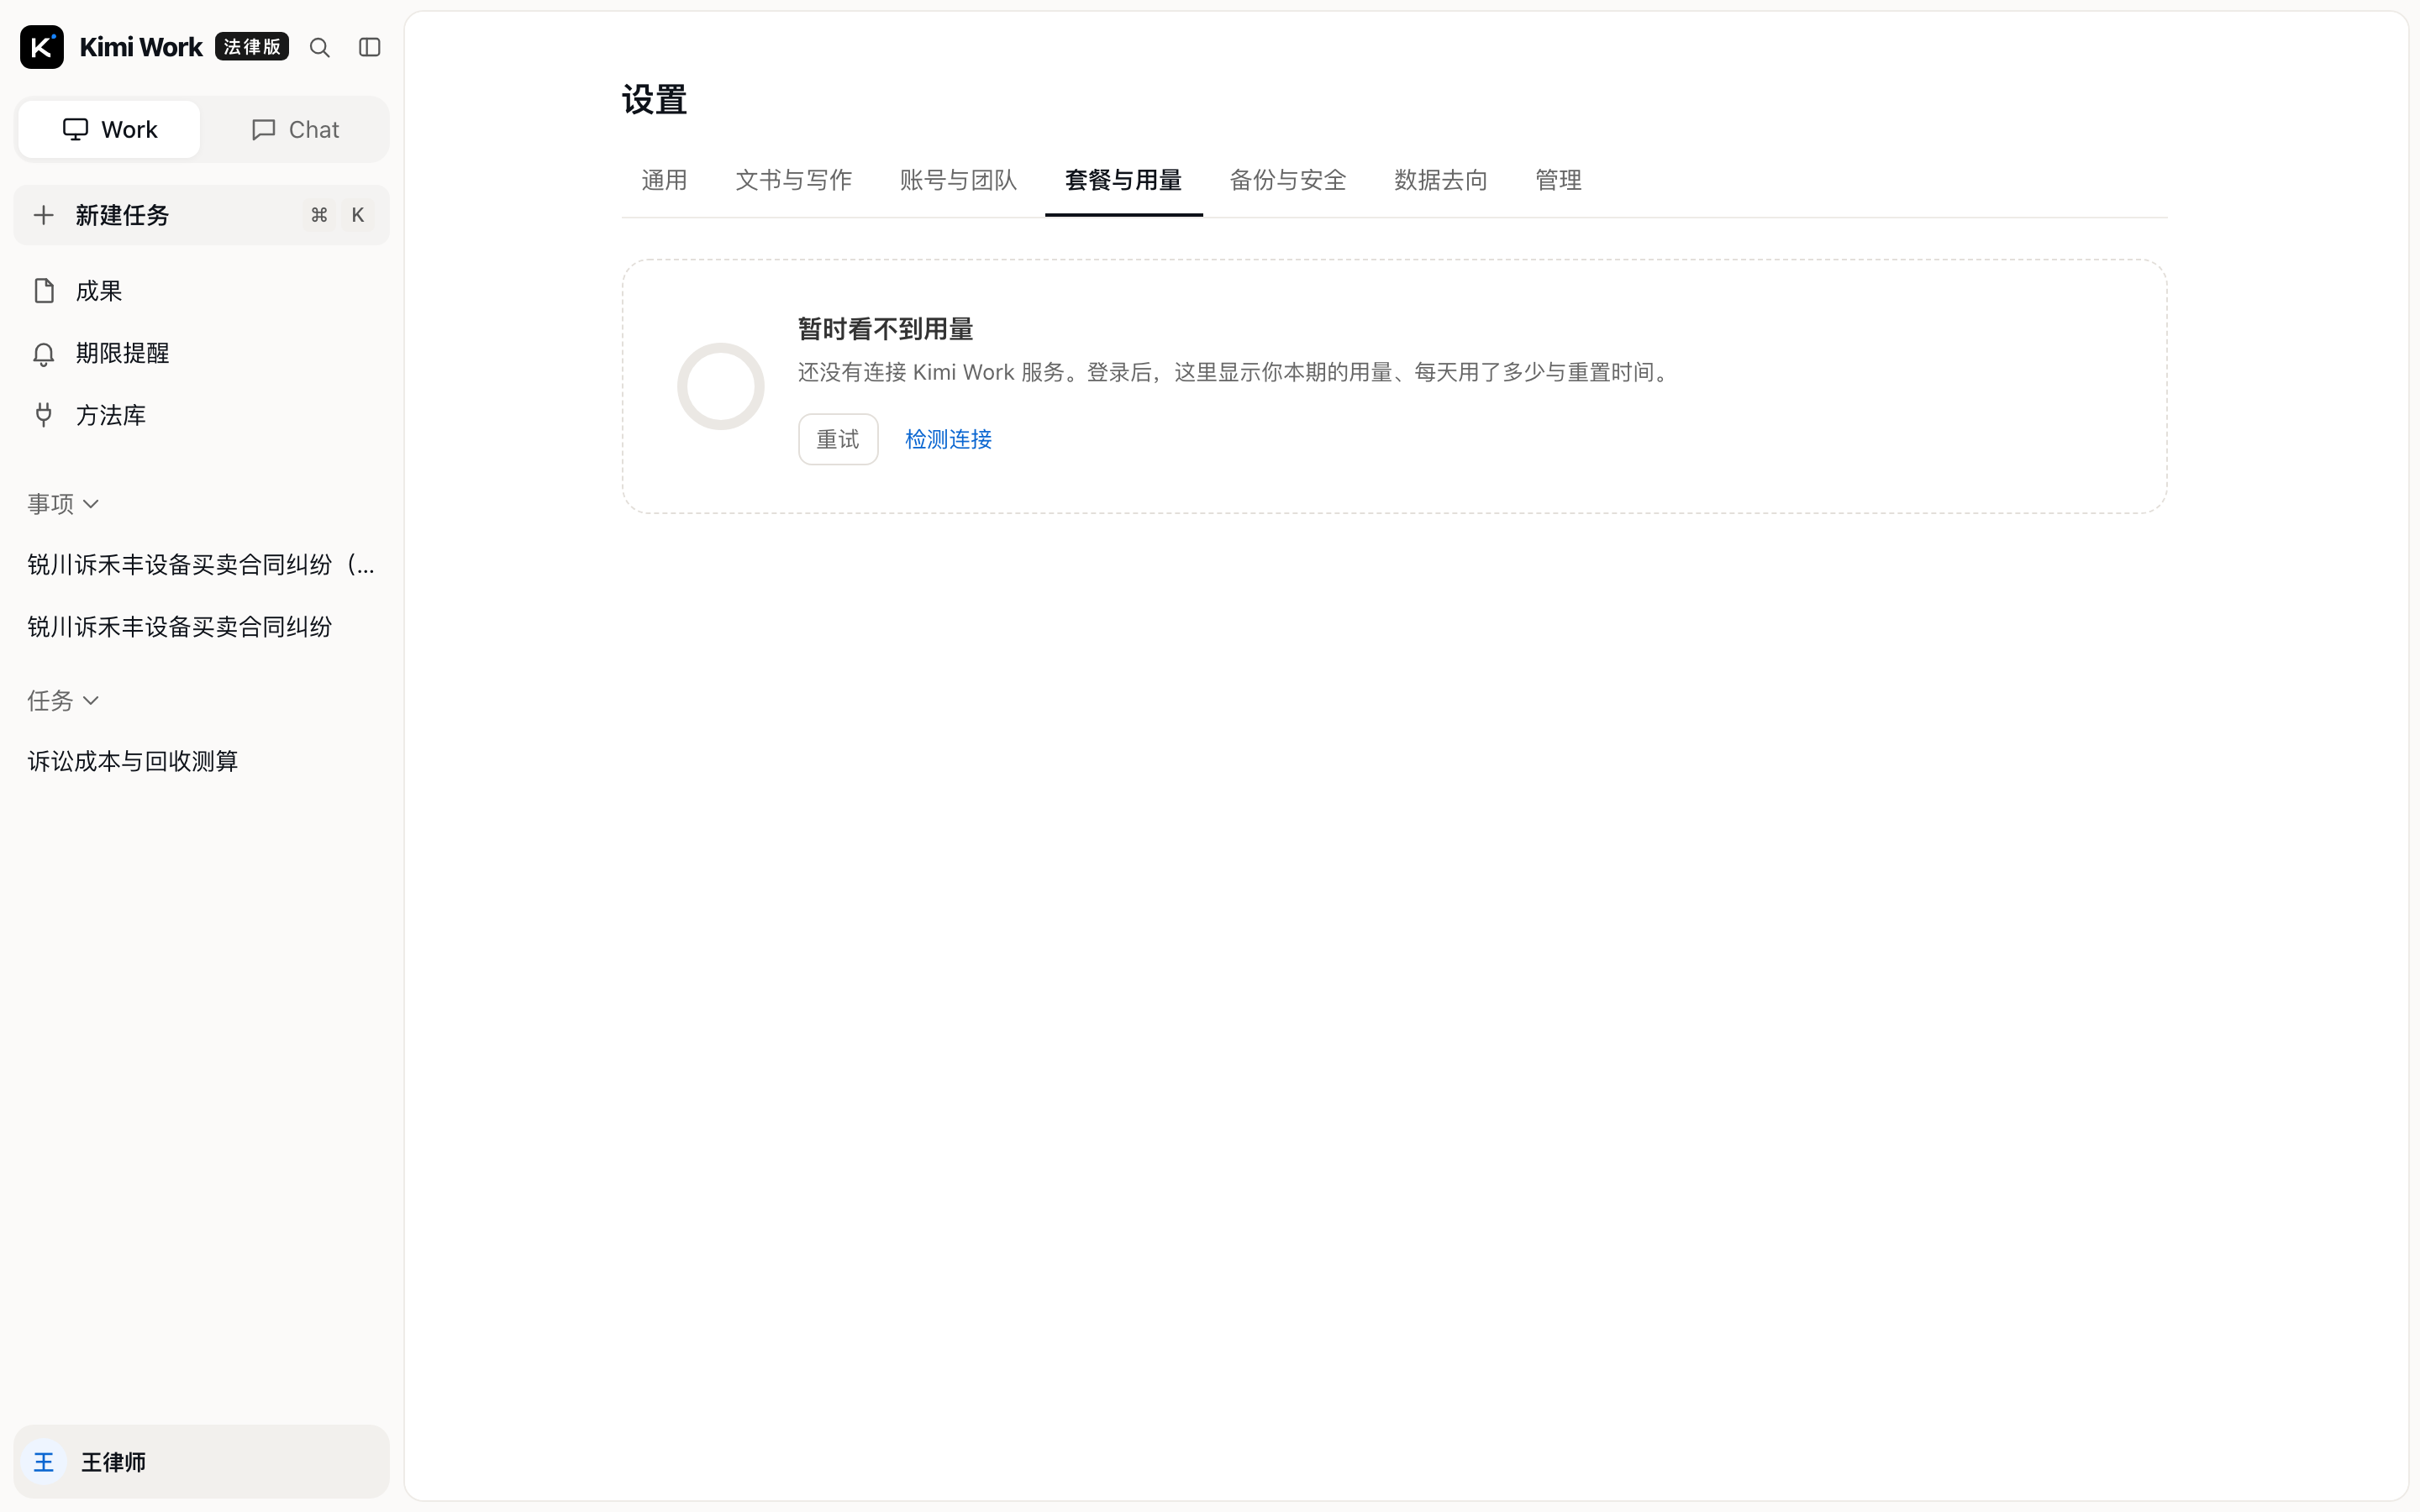 Kimi Work 法律版
Work
Chat
新建任务 ⌘ K
成果
期限提醒
方法库
事项
锐川诉禾丰设备买卖合同纠纷（...
锐川诉禾丰设备买卖合同纠纷
任务
诉讼成本与回收测算
王 王律师
设置
通用 文书与写作 账号与团队 套餐与用量 备份与安全 数据去向 管理
暂时看不到用量
还没有连接 Kimi Work 服务。登录后，这里显示你本期的用量、每天用了多少与重置时间。
重试 检测连接